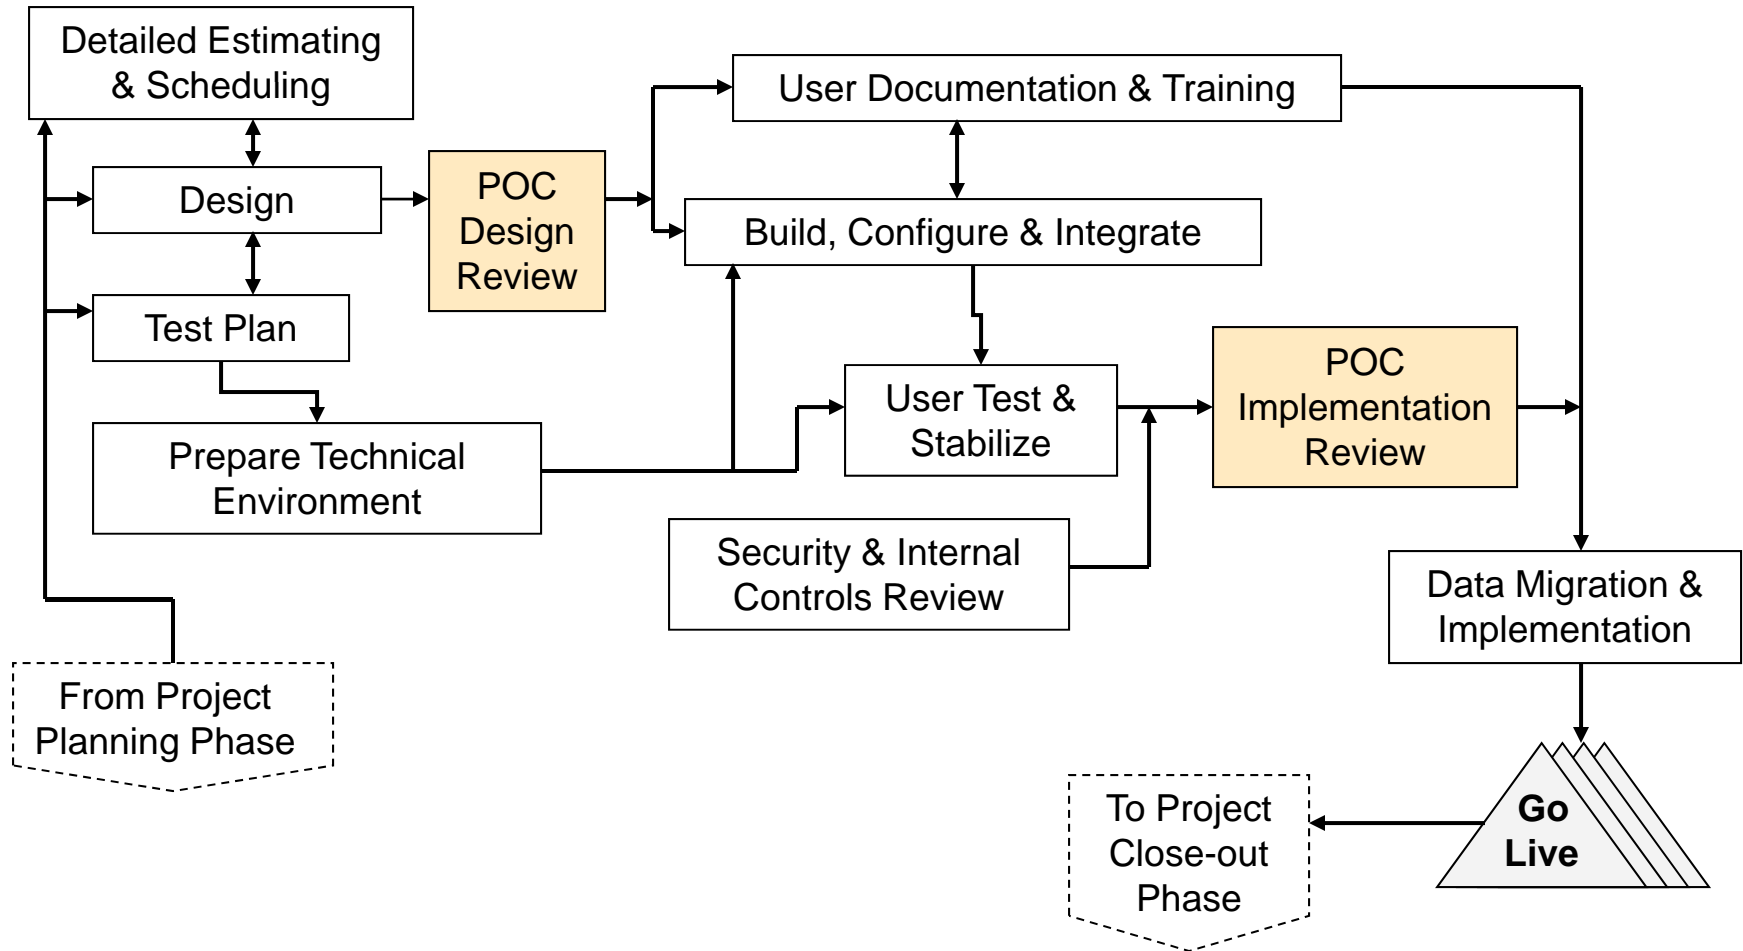 Detailed Estimating
& Scheduling
User Documentation & Training
Design
POC
Design
Review
Build, Configure & Integrate
Test Plan
User Test &
Stabilize
POC
Implementation
Review
Prepare Technical
Environment
Security & Internal
Controls Review
Data Migration &
Implementation
From Project
Planning Phase
To Project
Close-out
Phase
Go
Live